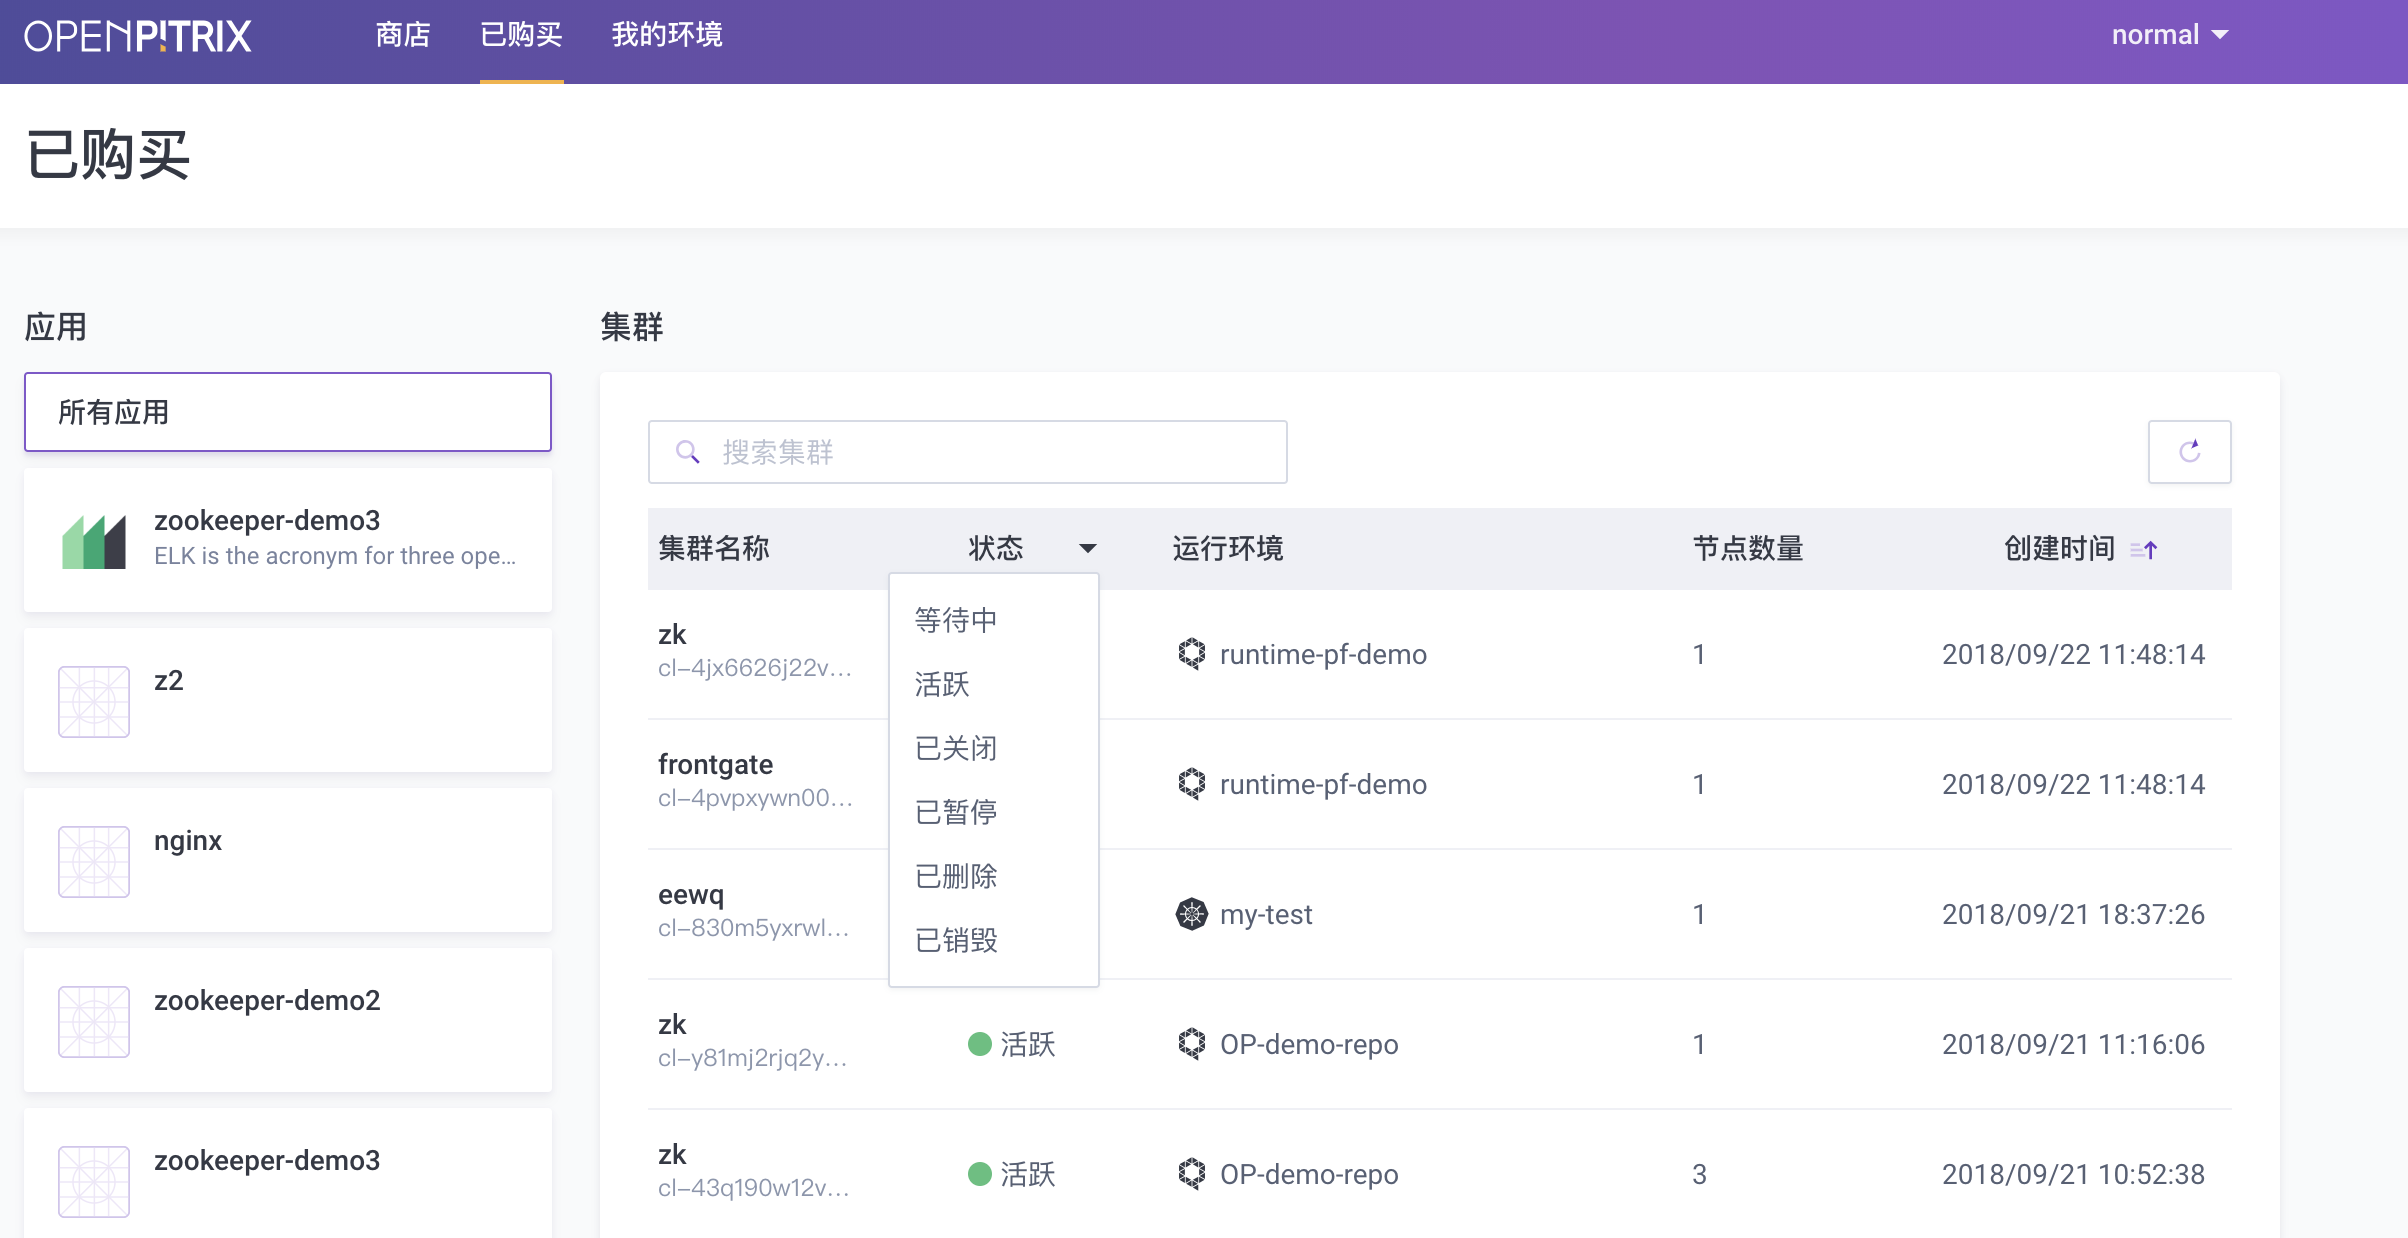 OPENPITRIX
商店 已购买 我的环境
normal
已购买
应用
所有应用
zookeeper-demo3
ELK is the acronym for three ope...
z2
nginx
zookeeper-demo2
zookeeper-demo3
集群
搜索集群
集群名称 状态 运行环境 节点数量 创建时间
等待中
活跃
已关闭
已暂停
已删除
已销毁
zk
cl-4jx6626j22v...
runtime-pf-demo 1 2018/09/22 11:48:14
frontgate
cl-4pvpxywn00...
runtime-pf-demo 1 2018/09/22 11:48:14
eewq
cl-830m5yxrwl...
my-test 1 2018/09/21 18:37:26
zk
cl-y81mj2rjq2y...
活跃 OP-demo-repo 1 2018/09/21 11:16:06
zk
cl-43q190w12v...
活跃 OP-demo-repo 3 2018/09/21 10:52:38